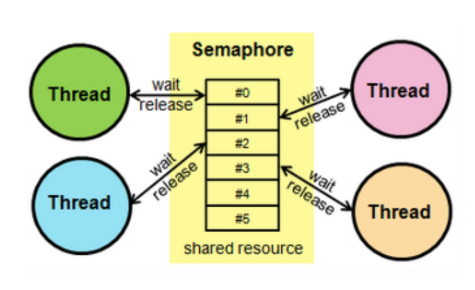 Semaphore
Thread
wait
release
#0
#1
#2
#3
#4
#5
wait
release
Thread
Thread
wait
release
wait
release
Thread
shared resource